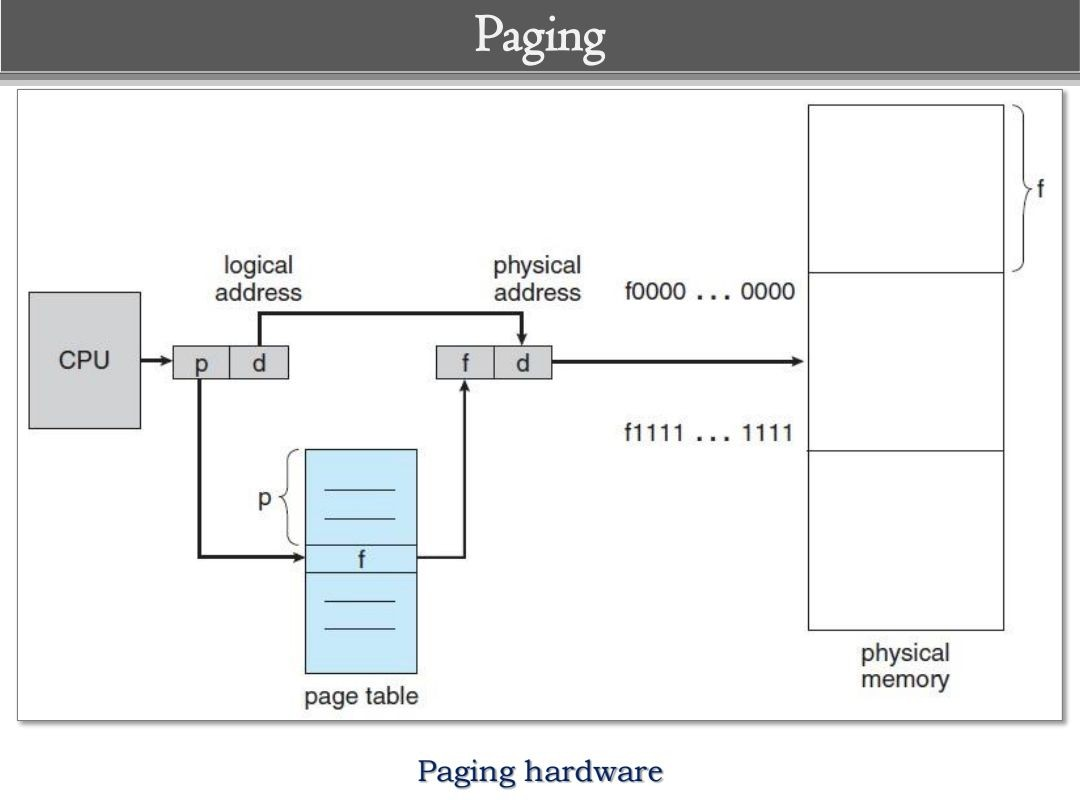 Paging
f
logical
address
physical
address
f0000 ... 0000
CPU
p
d
f
d
f1111 ... 1111
p
f
page table
physical
memory
Paging hardware